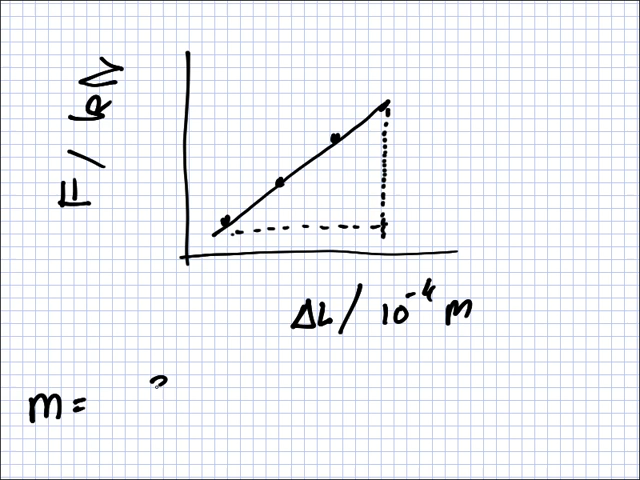 F / kN
ΔL / 10⁻⁴ m
m =